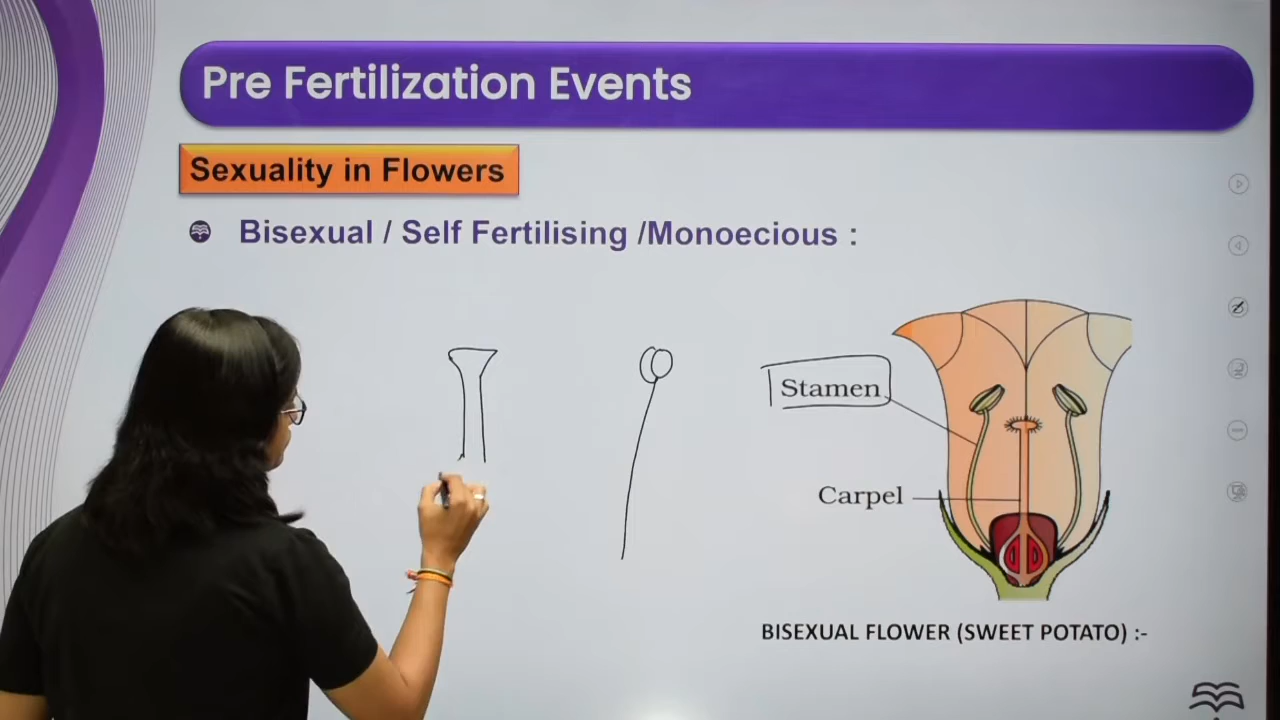 Pre Fertilization Events
Sexuality in Flowers
Bisexual / Self Fertilising /Monoecious :
Stamen
Carpel
BISEXUAL FLOWER (SWEET POTATO) :-